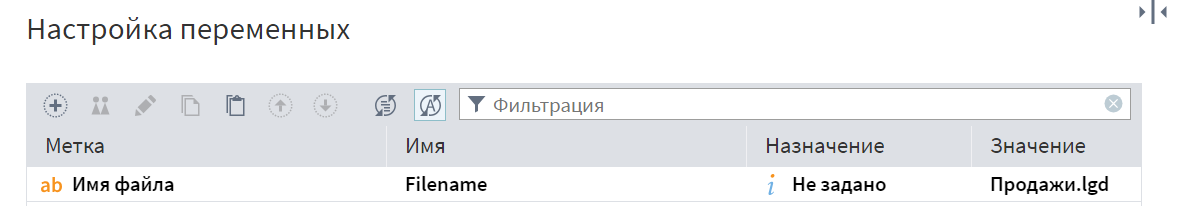 Настройка переменных
Фильтрация
Метка Имя Назначение Значение
ab Имя файла Filename i Не задано Продажи.lgd